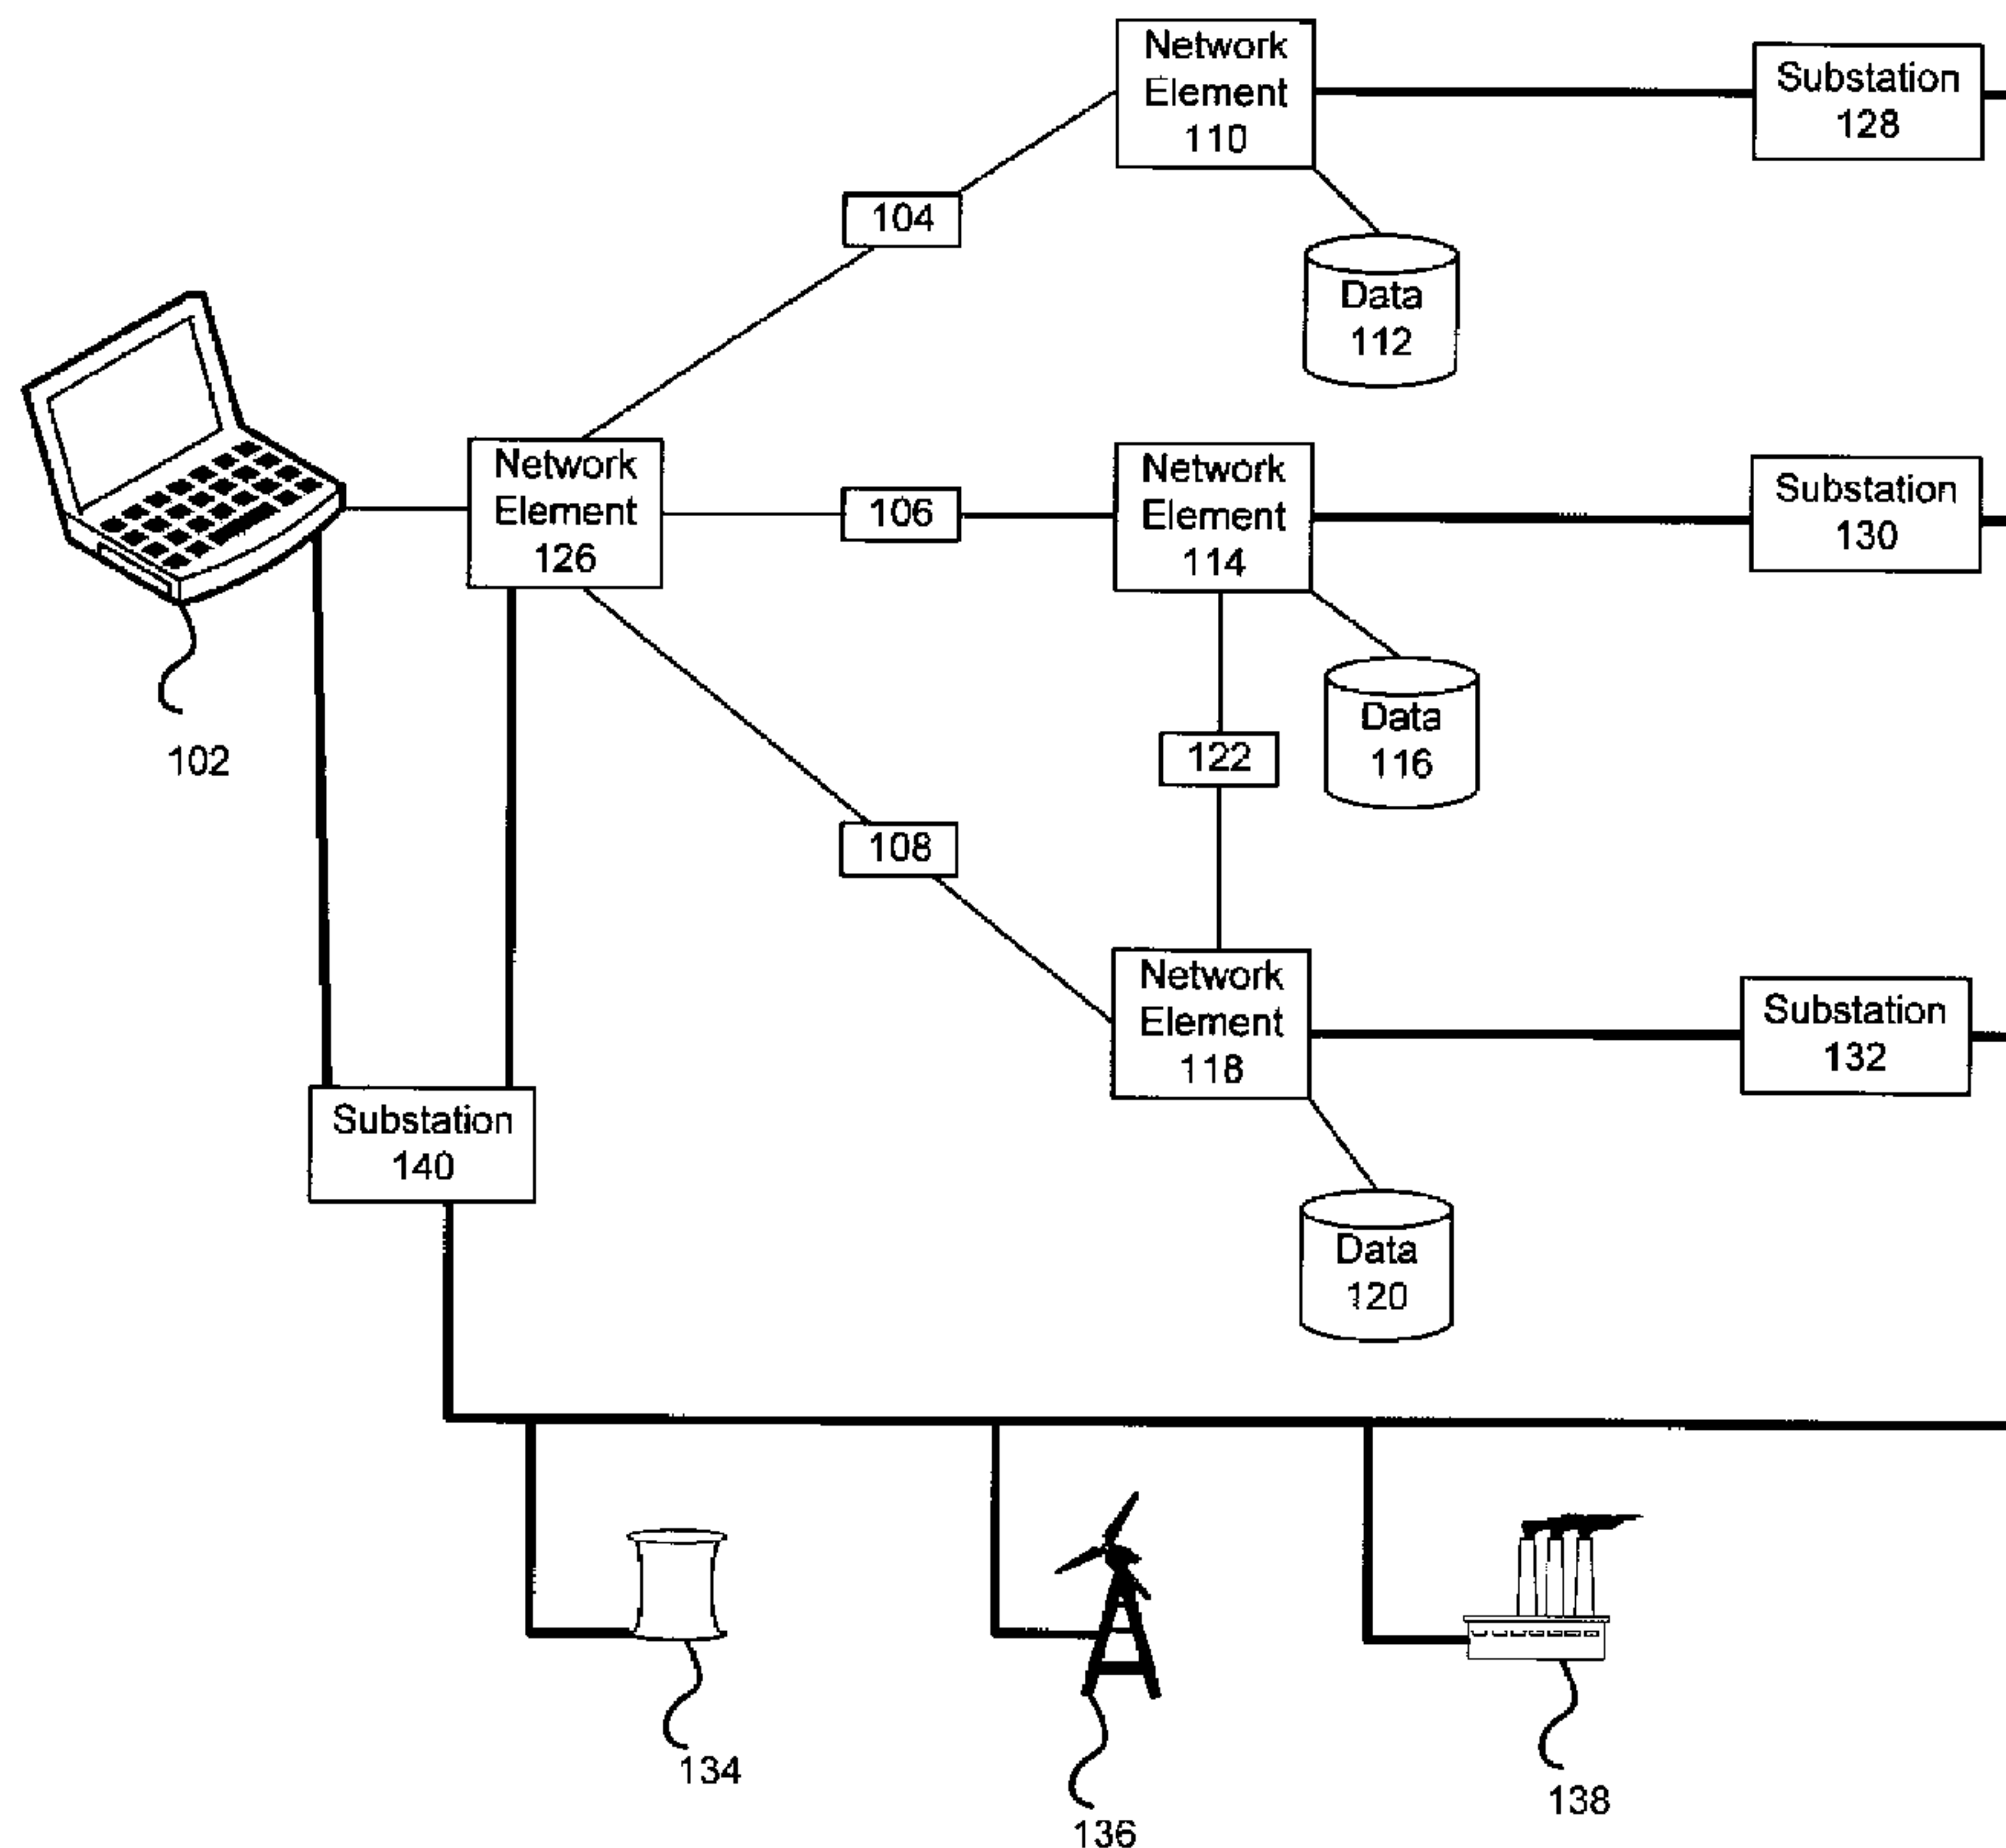 Network
Element
110
Substation
128
104
Data
112
Network
Element
126
106
Network
Element
114
Substation
130
102
122
Data
116
108
Network
Element
118
Substation
132
Substation
140
Data
120
134
136
138